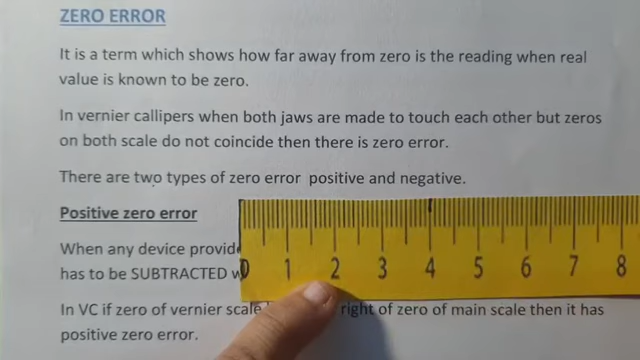 ZERO ERROR
It is a term which shows how far away from zero is the reading when real
value is known to be zero.
In vernier callipers when both jaws are made to touch each other but zeros
on both scale do not coincide then there is zero error.
There are two types of zero error positive and negative.
Positive zero error
When any device provide
has to be SUBTRACTED
0 1 2 3 4 5 6 7 8
In VC if zero of vernier scale right of zero of main scale then it has
positive zero error.